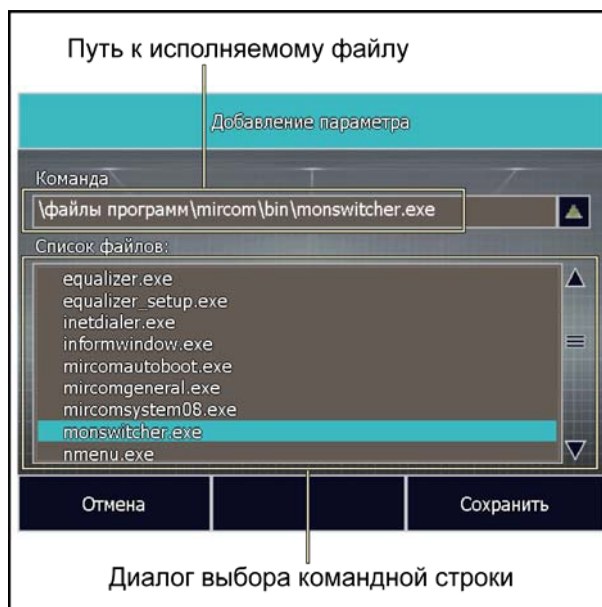 Путь к исполняемому файлу
Добавление параметра
Команда
\файлы программ\mircom\bin\monswitcher.exe
Список файлов:
equalizer.exe
equalizer_setup.exe
inetdialer.exe
informwindow.exe
mircomautoboot.exe
mircomgeneral.exe
mircomsystem08.exe
monswitcher.exe
nmenu.exe
Отмена
Сохранить
Диалог выбора командной строки